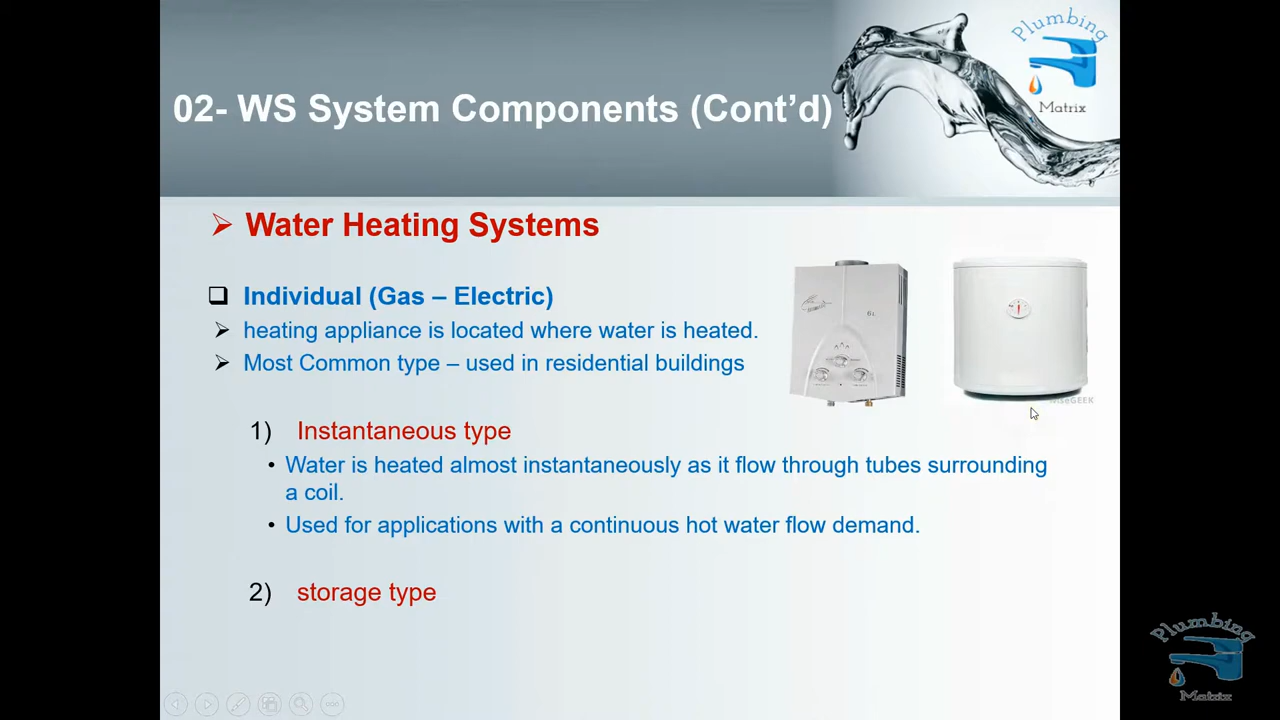 Plumbing
Matrix
02- WS System Components (Cont’d)
➢ Water Heating Systems
❑ Individual (Gas – Electric)
➢ heating appliance is located where water is heated.
➢ Most Common type – used in residential buildings
1) Instantaneous type
• Water is heated almost instantaneously as it flow through tubes surrounding
a coil.
• Used for applications with a continuous hot water flow demand.
2) storage type
Plumbing
Matrix